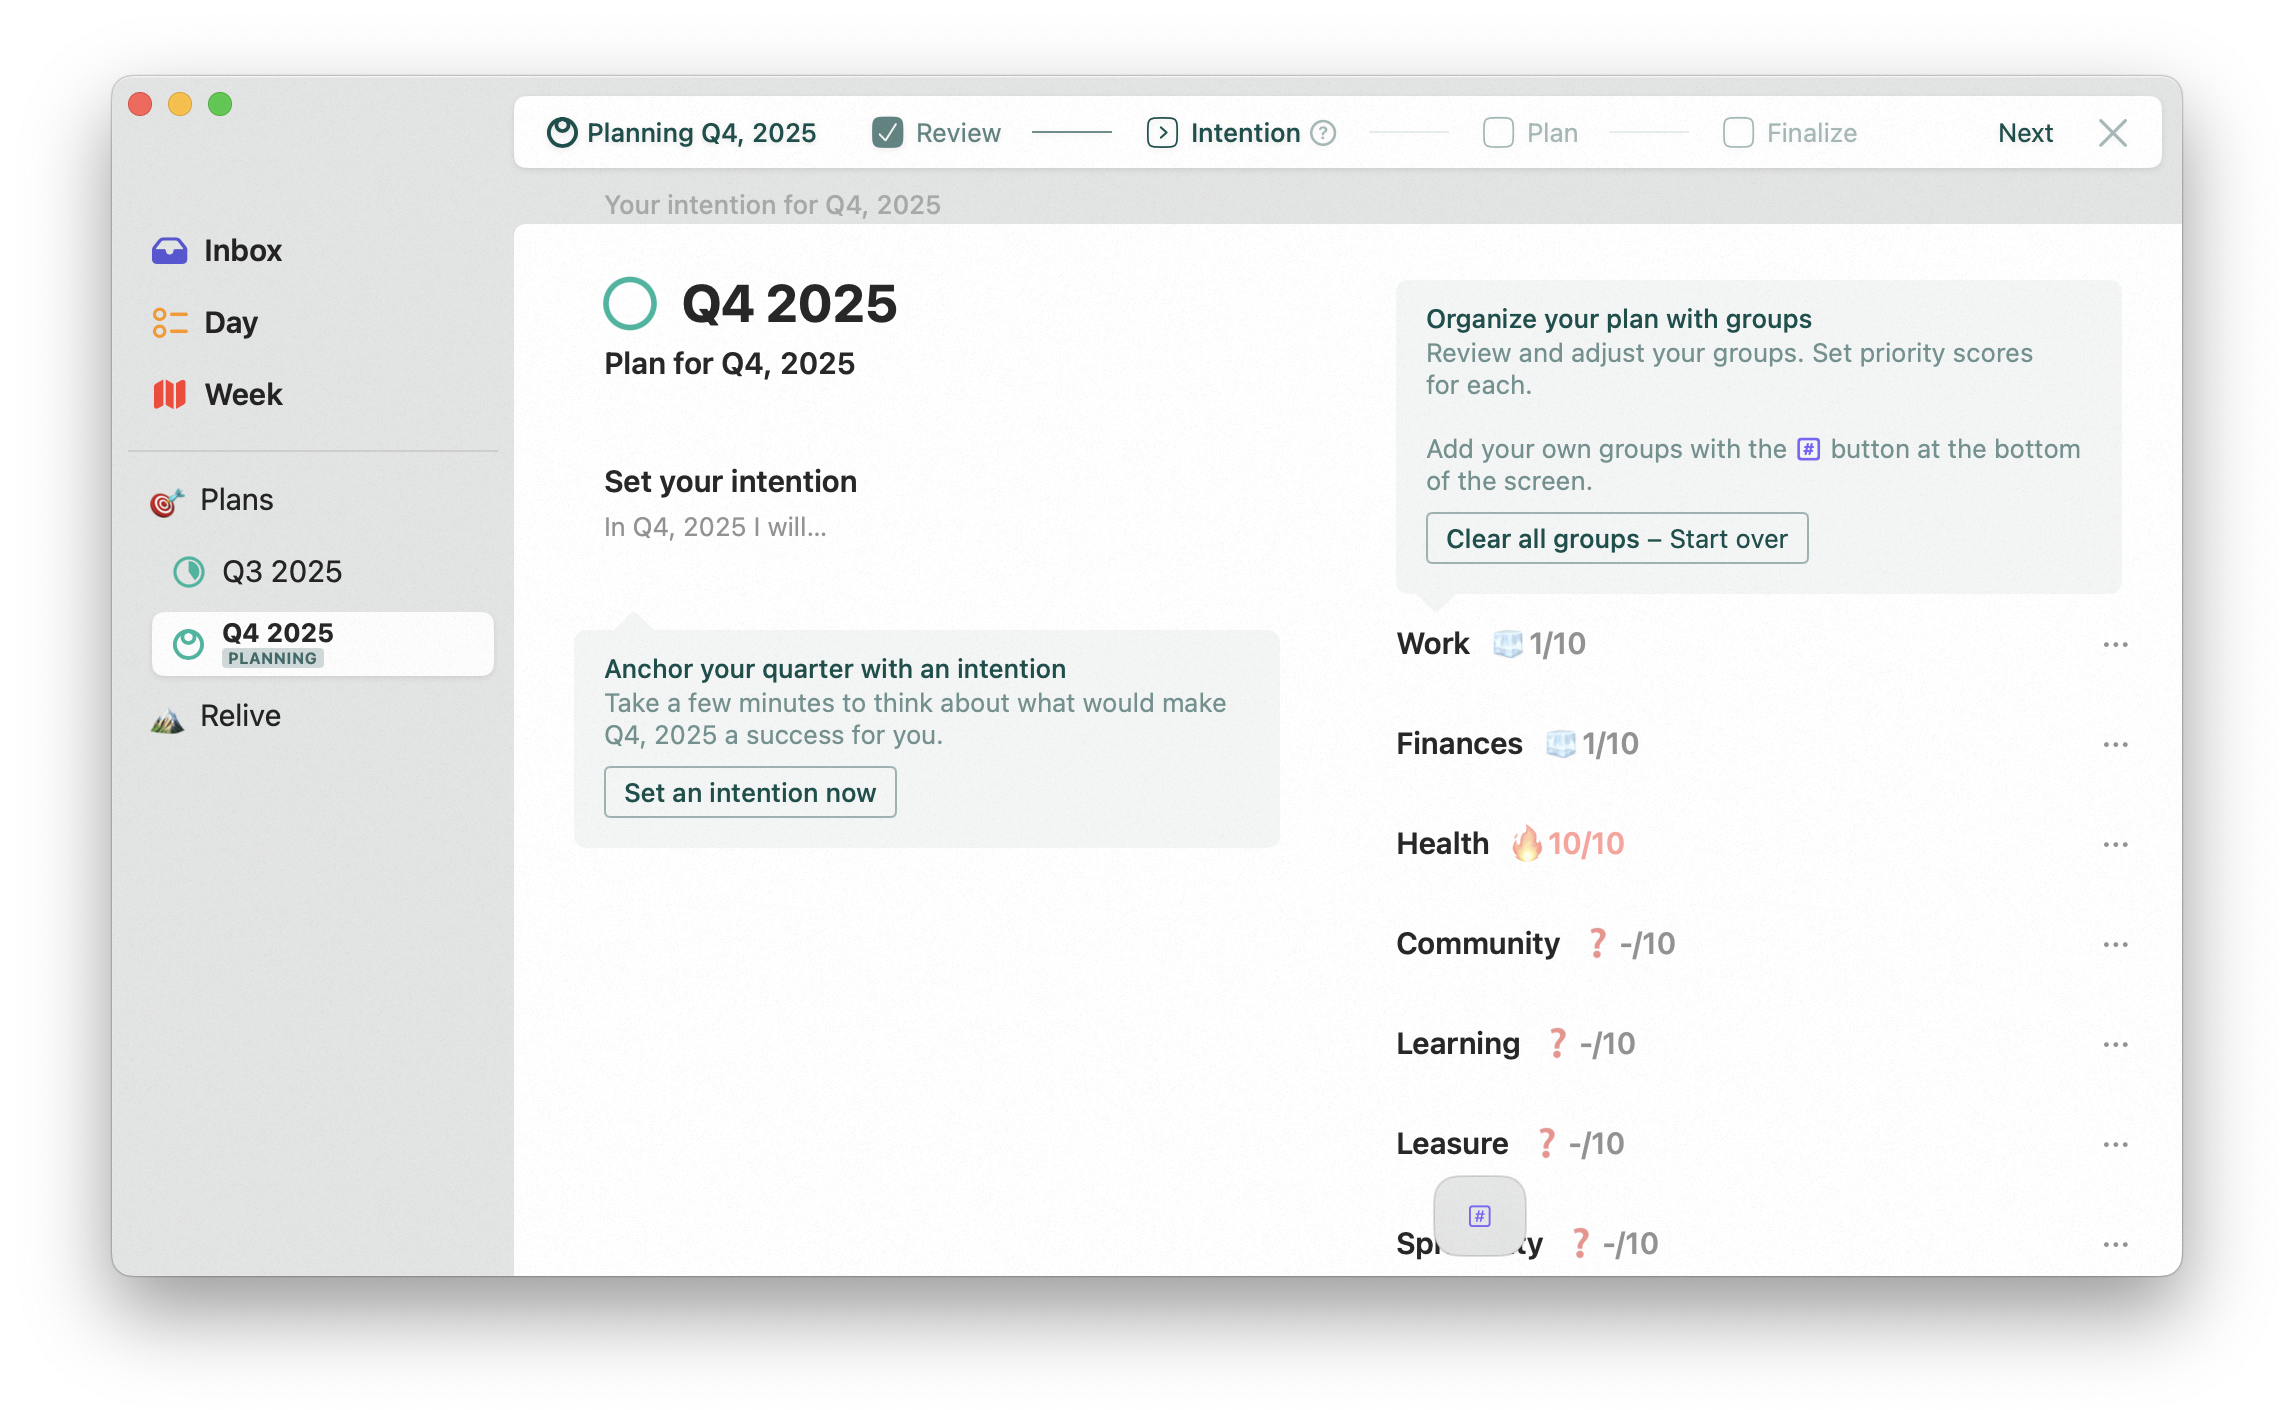 Planning Q4, 2025
Review
Intention
?
Plan
Finalize
Next
Your intention for Q4, 2025
Inbox
Day
Week
Plans
Q3 2025
Q4 2025
PLANNING
Relive
Q4 2025
Plan for Q4, 2025
Set your intention
In Q4, 2025 I will...
Anchor your quarter with an intention
Take a few minutes to think about what would make
Q4, 2025 a success for you.
Set an intention now
Organize your plan with groups
Review and adjust your groups. Set priority scores
for each.
Add your own groups with the # button at the bottom
of the screen.
Clear all groups – Start over
Work 🧊 1/10
Finances 🧊 1/10
Health 🔥 10/10
Community ❓ -/10
Learning ❓ -/10
Leasure ❓ -/10
#
❓ -/10